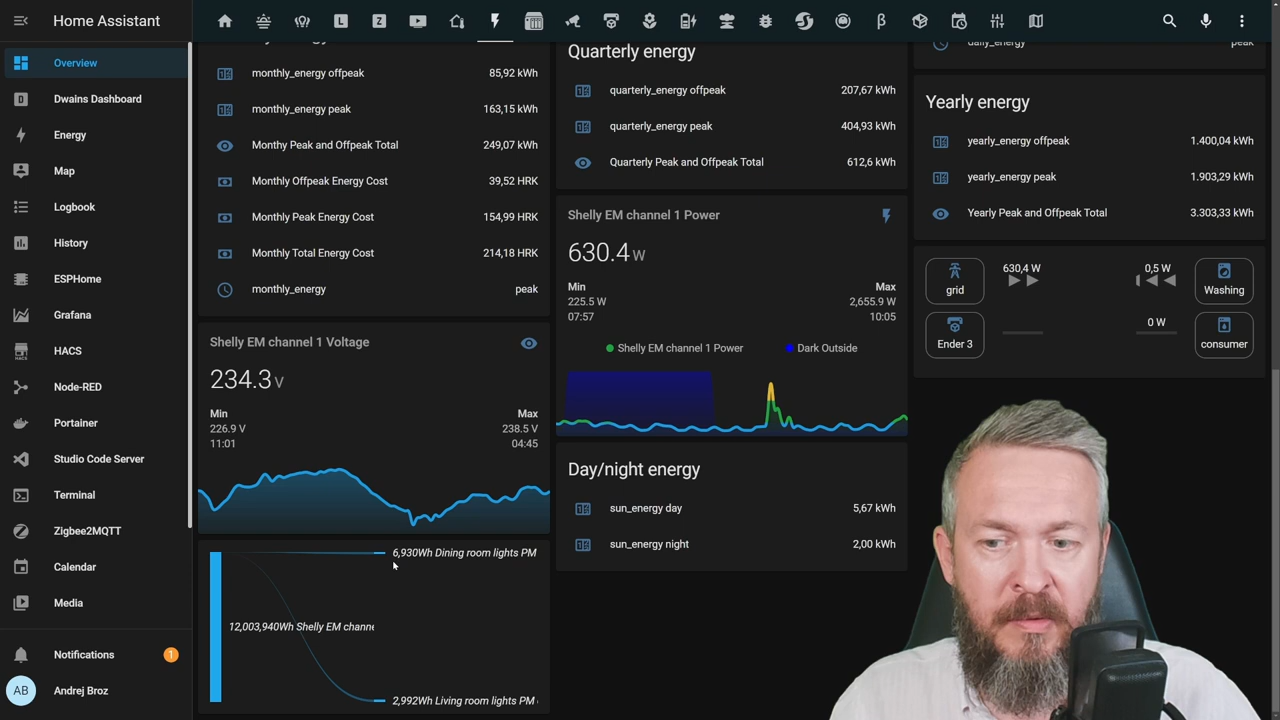 Home Assistant
Overview
Dwains Dashboard
Energy
Map
Logbook
History
ESPHome
Grafana
HACS
Node-RED
Portainer
Studio Code Server
Terminal
Zigbee2MQTT
Calendar
Media
Notifications
1
AB
Andrej Broz
L
Z
β
monthly_energy offpeak 85,92 kWh
monthly_energy peak 163,15 kWh
Monthy Peak and Offpeak Total 249,07 kWh
Monthly Offpeak Energy Cost 39,52 HRK
Monthly Peak Energy Cost 154,99 HRK
Monthly Total Energy Cost 214,18 HRK
monthly_energy peak
Shelly EM channel 1 Voltage
234.3 V
Min Max
226.9 V 238.5 V
11:01 04:45
6,930Wh Dining room lights PM
12,003,940Wh Shelly EM channe
2,992Wh Living room lights PM
Quarterly energy
quarterly_energy offpeak 207,67 kWh
quarterly_energy peak 404,93 kWh
Quarterly Peak and Offpeak Total 612,6 kWh
Shelly EM channel 1 Power
630.4 W
Min Max
225.5 W 2,655.9 W
07:57 10:05
Shelly EM channel 1 Power Dark Outside
Day/night energy
sun_energy day 5,67 kWh
sun_energy night 2,00 kWh
daily_energy peak
Yearly energy
yearly_energy offpeak 1.400,04 kWh
yearly_energy peak 1.903,29 kWh
Yearly Peak and Offpeak Total 3.303,33 kWh
grid 630,4 W 0,5 W Washing
Ender 3 0 W consumer